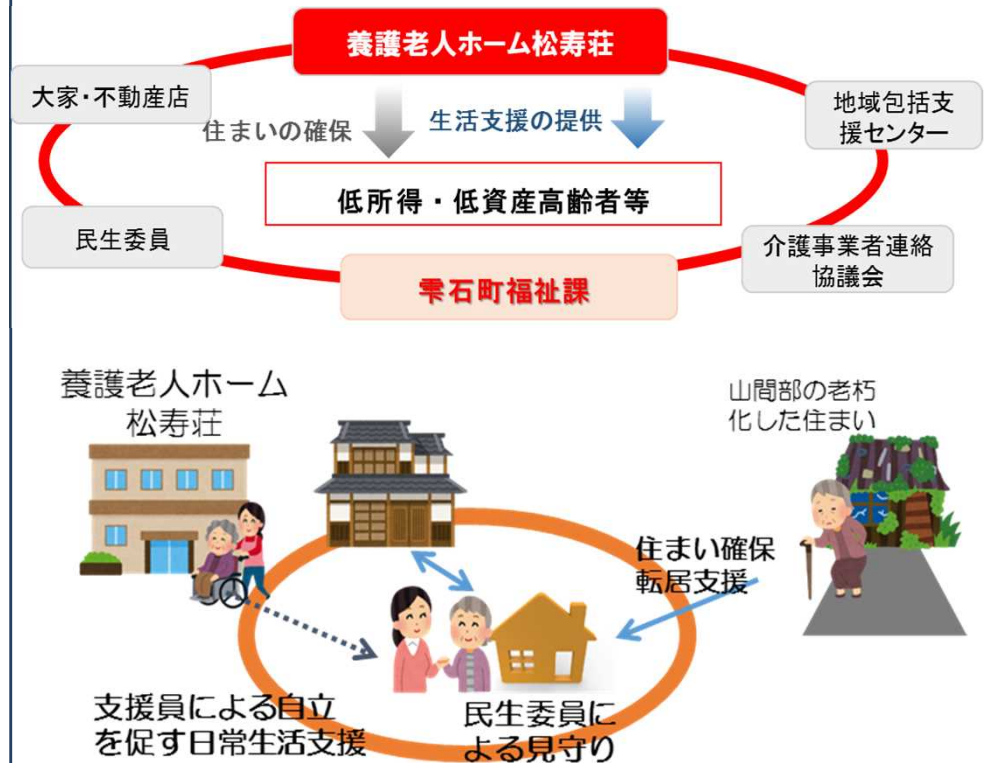 養護老人ホーム松寿荘
大家・不動産店
住まいの確保
生活支援の提供
地域包括支
援センター
低所得・低資産高齢者等
民生委員
介護事業者連絡
協議会
雫石町福祉課
養護老人ホーム
松寿荘
山間部の老朽
化した住まい
住まい確保
転居支援
支援員による自立
を促す日常生活支援
民生委員に
よる見守り